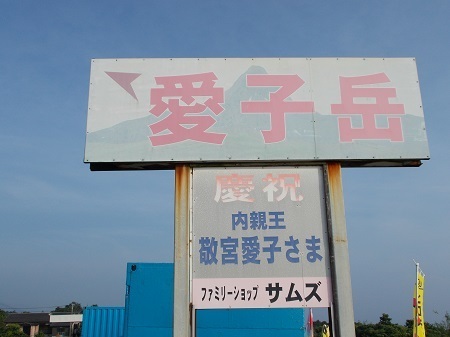 愛子岳
慶祝
内親王
敬宮愛子さま
ファミリーショップ サムズ